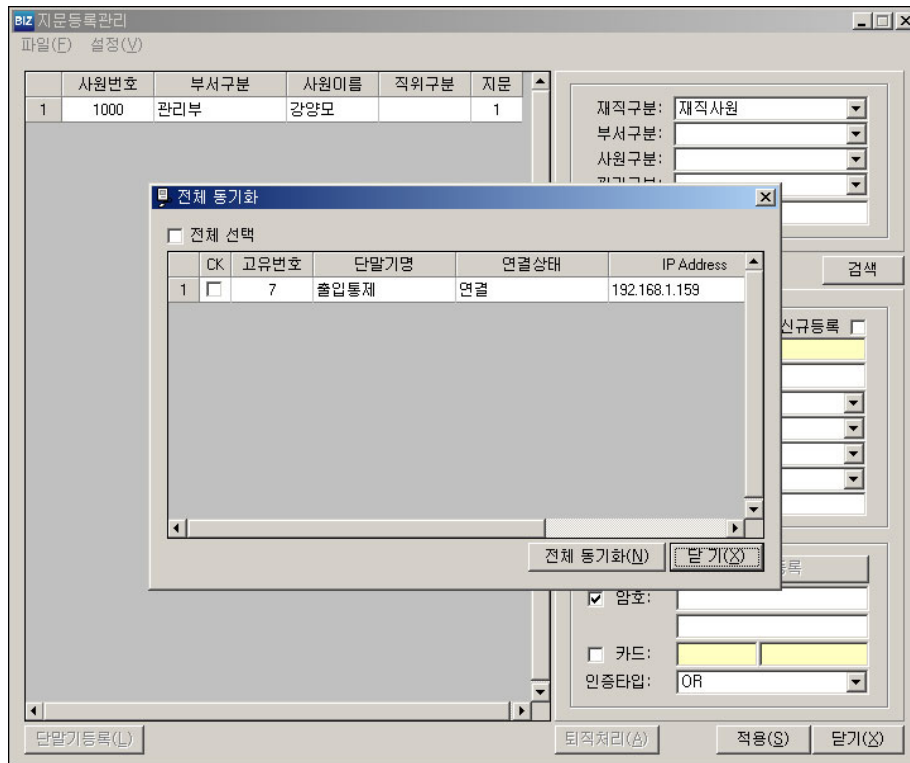 BIZ 지문등록관리
파일(F) 설정(V)
사원번호 부서구분 사원이름 직위구분 지문
1 1000 관리부 강양모 1
재직구분: 재직사원
부서구분:
사원구분:
전체 동기화
전체 선택
CK 고유번호 단말기명 연결상태 IP Address
1 7 출입통제 연결 192.168.1.159
전체 동기화(N) 닫기(X)
검색
신규등록
암호:
카드:
인증타입: OR
단말기등록(L) 퇴직처리(A) 적용(S) 닫기(X)